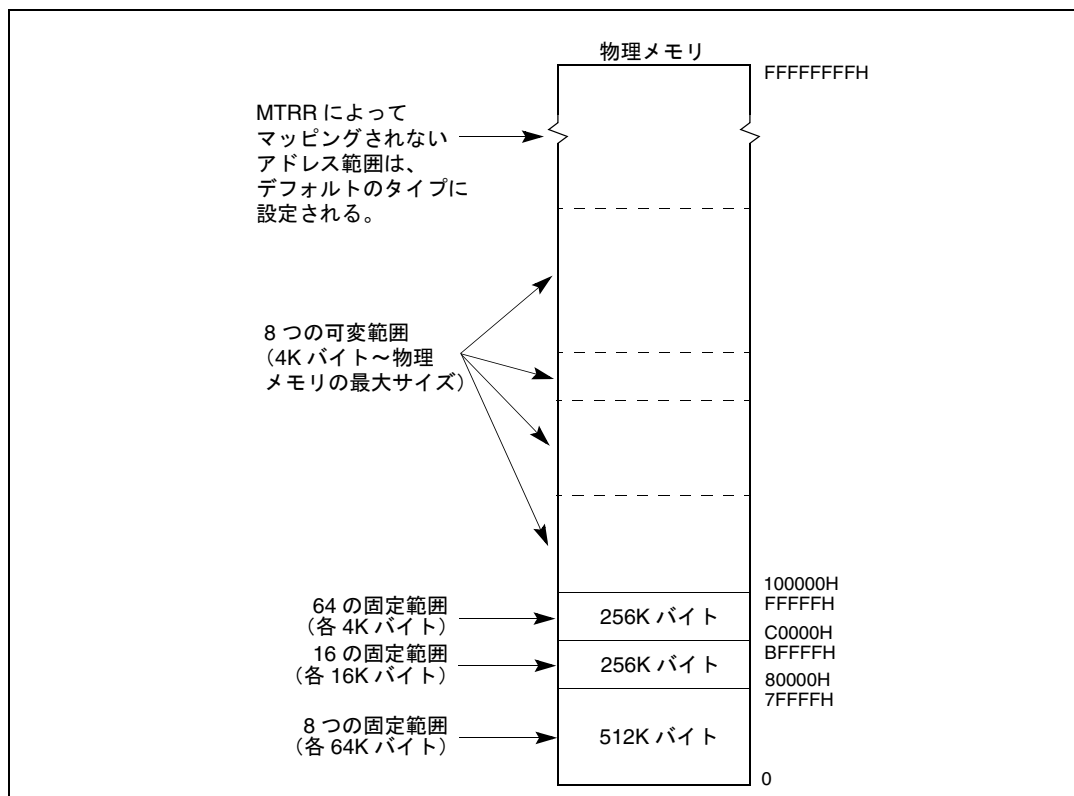 物理メモリ
FFFFFFFFH
MTRR によって
マッピングされない
アドレス範囲は、
デフォルトのタイプに
設定される。
8 つの可変範囲
(4K バイト～物理
メモリの最大サイズ)
100000H
64 の固定範囲
(各 4K バイト)
256K バイト
FFFFFH
C0000H
16 の固定範囲
(各 16K バイト)
256K バイト
BFFFFH
80000H
7FFFFH
8 つの固定範囲
(各 64K バイト)
512K バイト
0